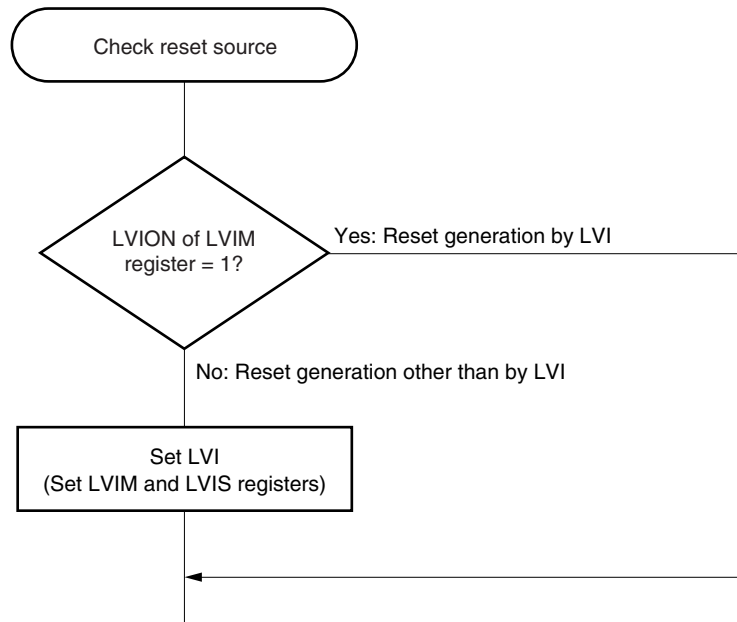 Check reset source
LVION of LVIM
register = 1?
Yes: Reset generation by LVI
No: Reset generation other than by LVI
Set LVI
(Set LVIM and LVIS registers)